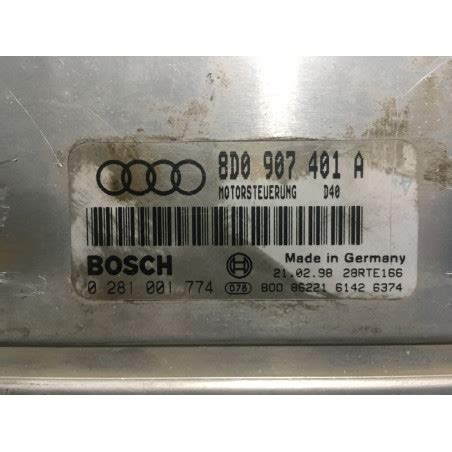 8D0 907 401 A
MOTORSTEUERUNG D40
BOSCH
Made in Germany
21.02.98 28RTE166
0 281 001 774 078 800 86221 6142 6374